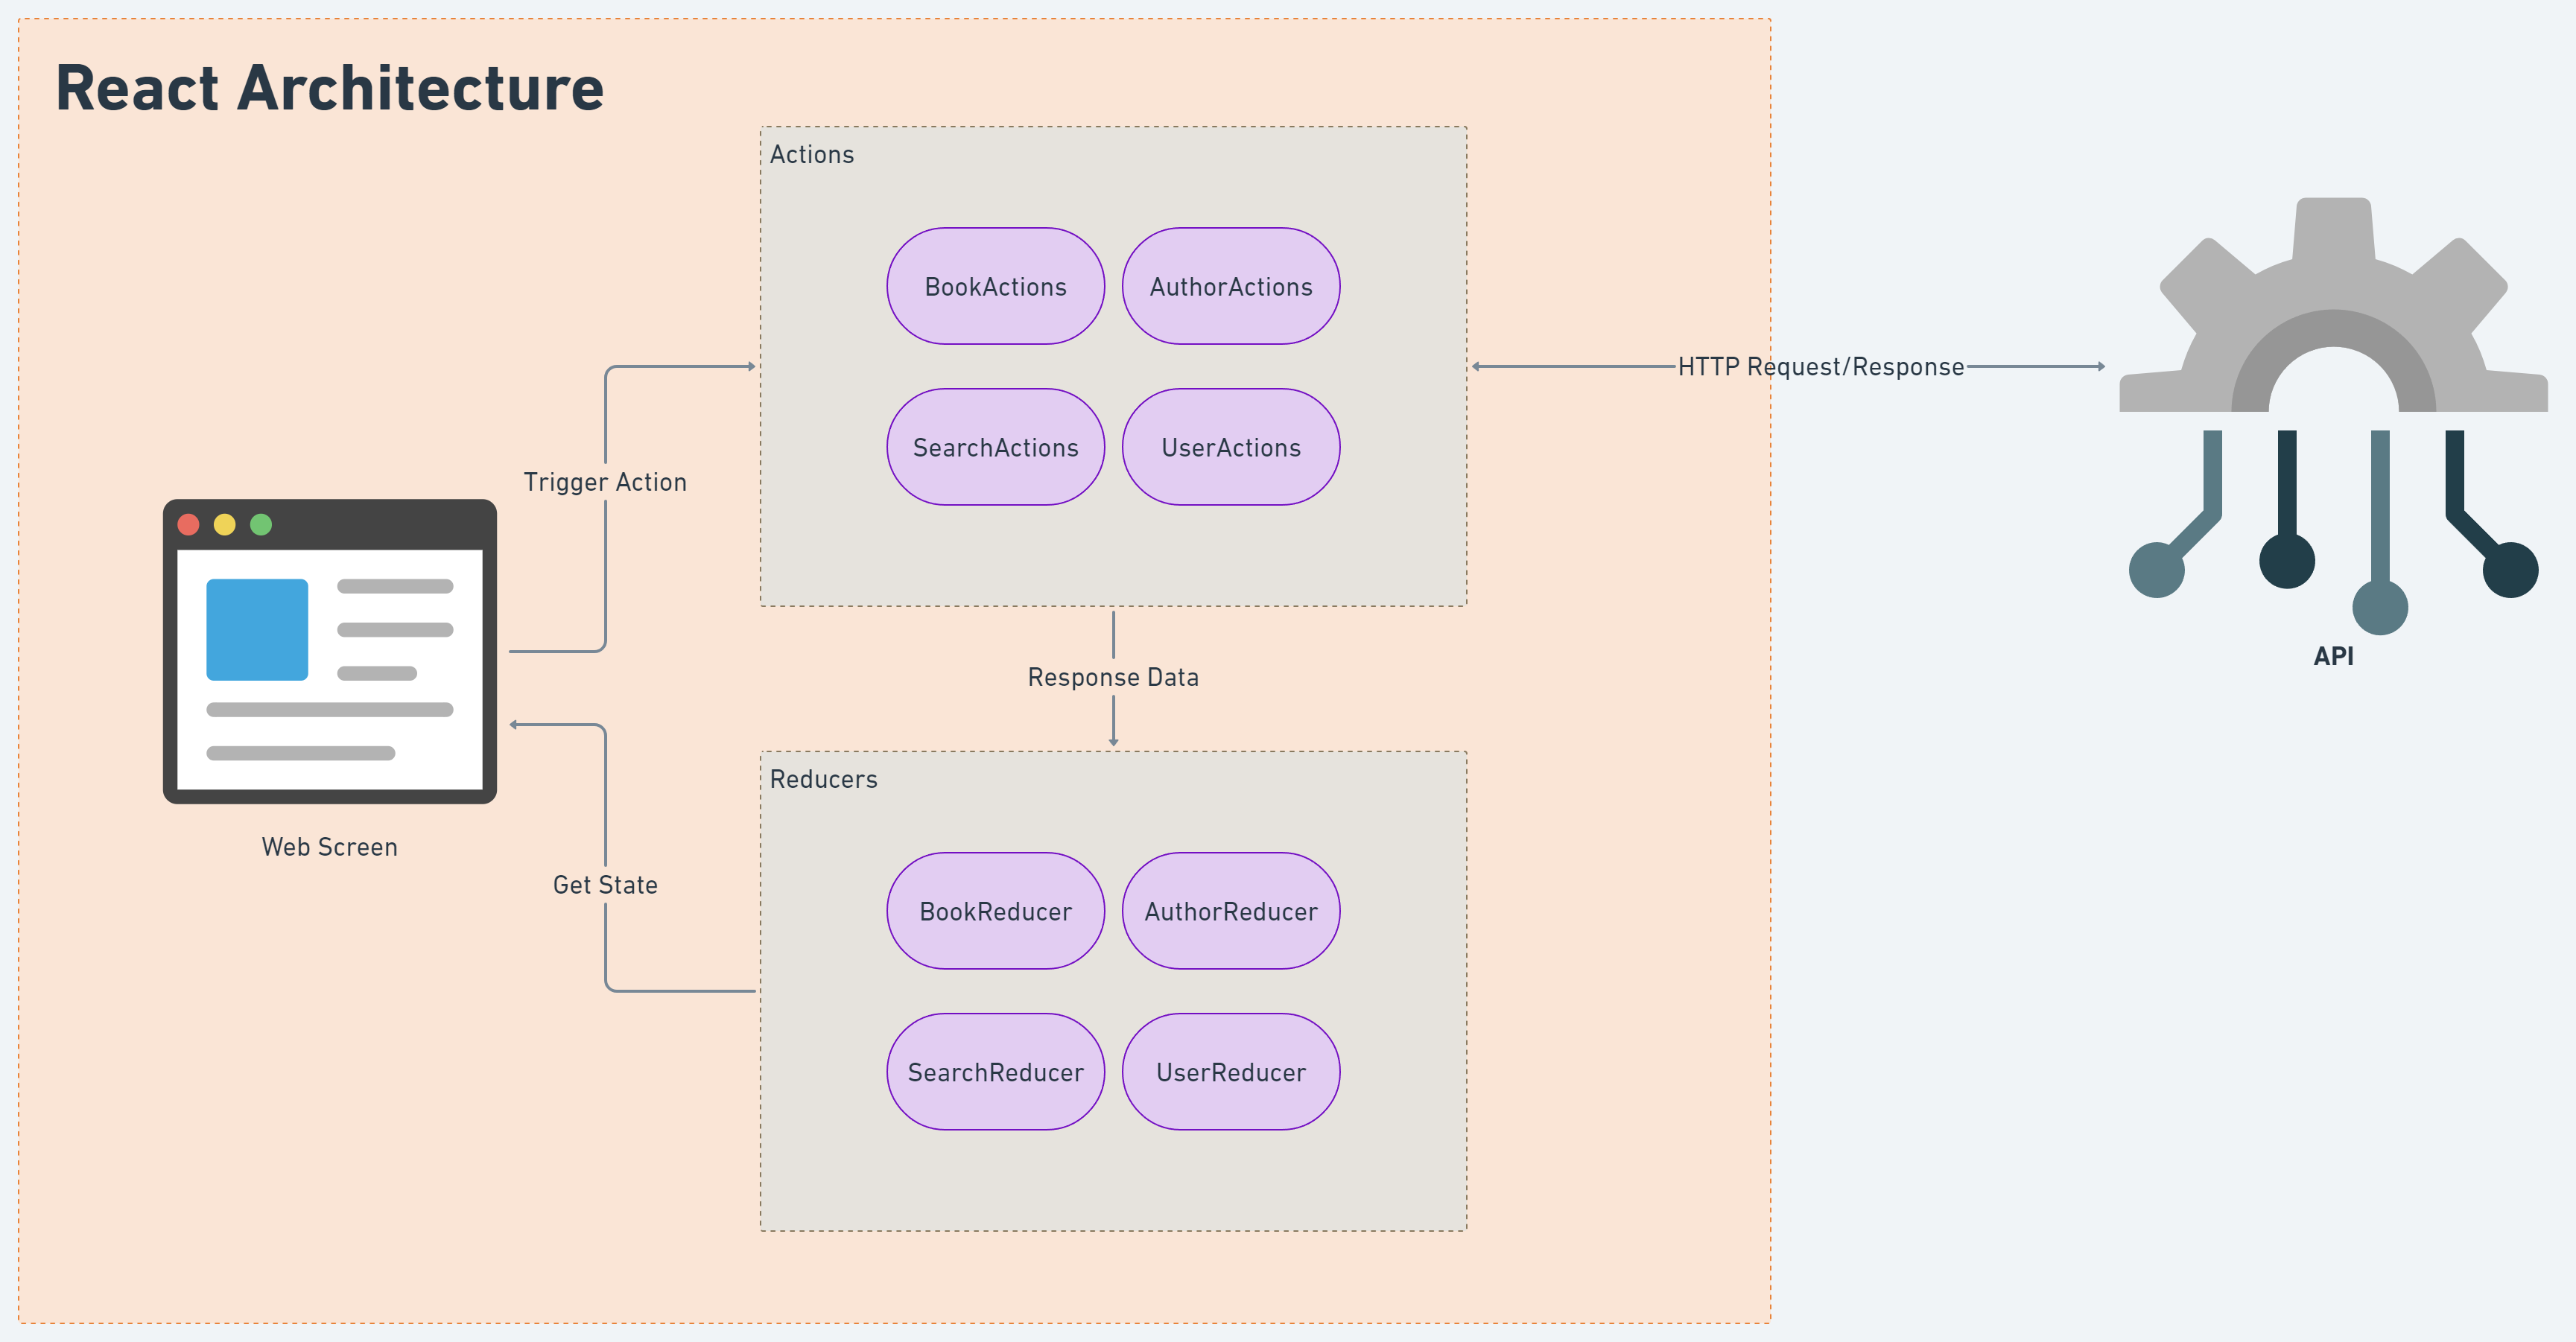 React Architecture
Actions
BookActions
AuthorActions
HTTP Request/Response
SearchActions
UserActions
Trigger Action
API
Response Data
Reducers
Web Screen
Get State
BookReducer
AuthorReducer
SearchReducer
UserReducer